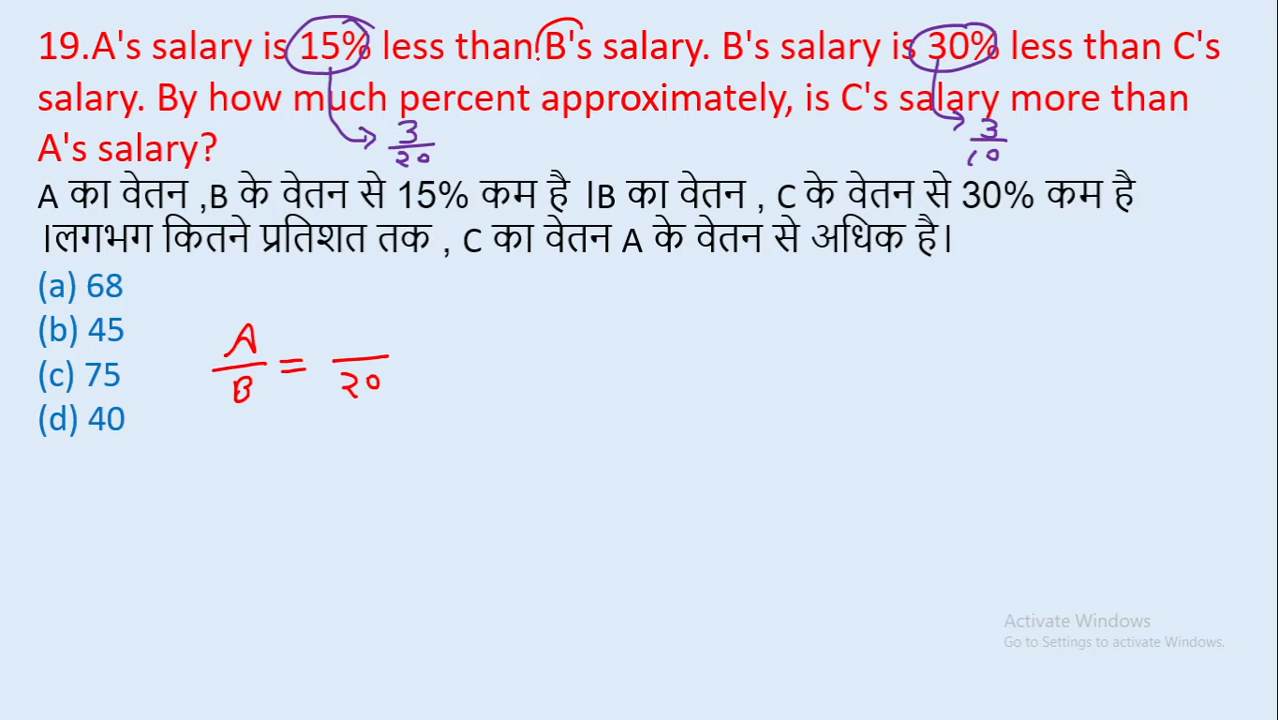 19.A's salary is 15% less than B's salary. B's salary is 30% less than C's
salary. By how much percent approximately, is C's salary more than
A's salary?
3/20
3/10
A का वेतन ,B के वेतन से 15% कम है ।B का वेतन , C के वेतन से 30% कम है
।लगभग कितने प्रतिशत तक , C का वेतन A के वेतन से अधिक है।
(a) 68
(b) 45
(c) 75
(d) 40
A/B = /20
Activate Windows
Go to Settings to activate Windows.